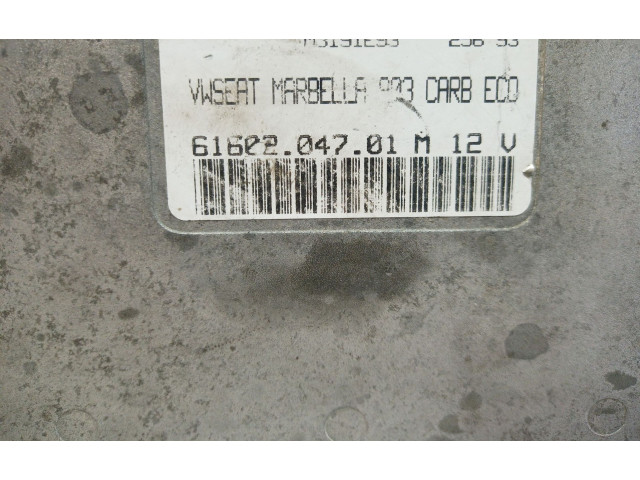 VWSEAT MARBELLA 903 CARB ECO
61602.047.01 M 12 V